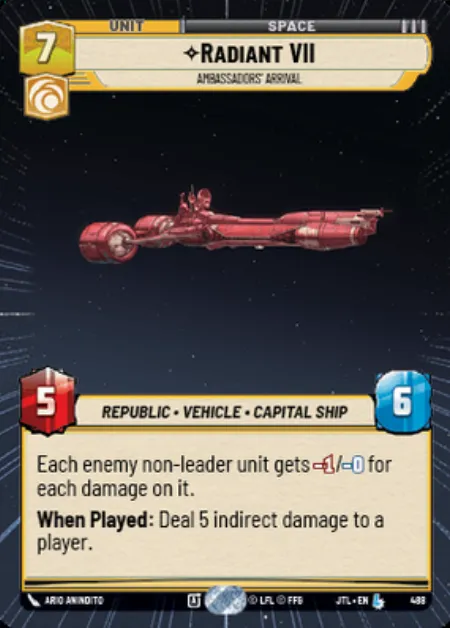 UNIT
SPACE
7
✧RADIANT VII
AMBASSADORS' ARRIVAL
5
REPUBLIC • VEHICLE • CAPITAL SHIP
6
Each enemy non-leader unit gets -1/-0 for
each damage on it.
When Played: Deal 5 indirect damage to a
player.
ARIO ANINDITO
© LFL © FFG
JTL • EN
488